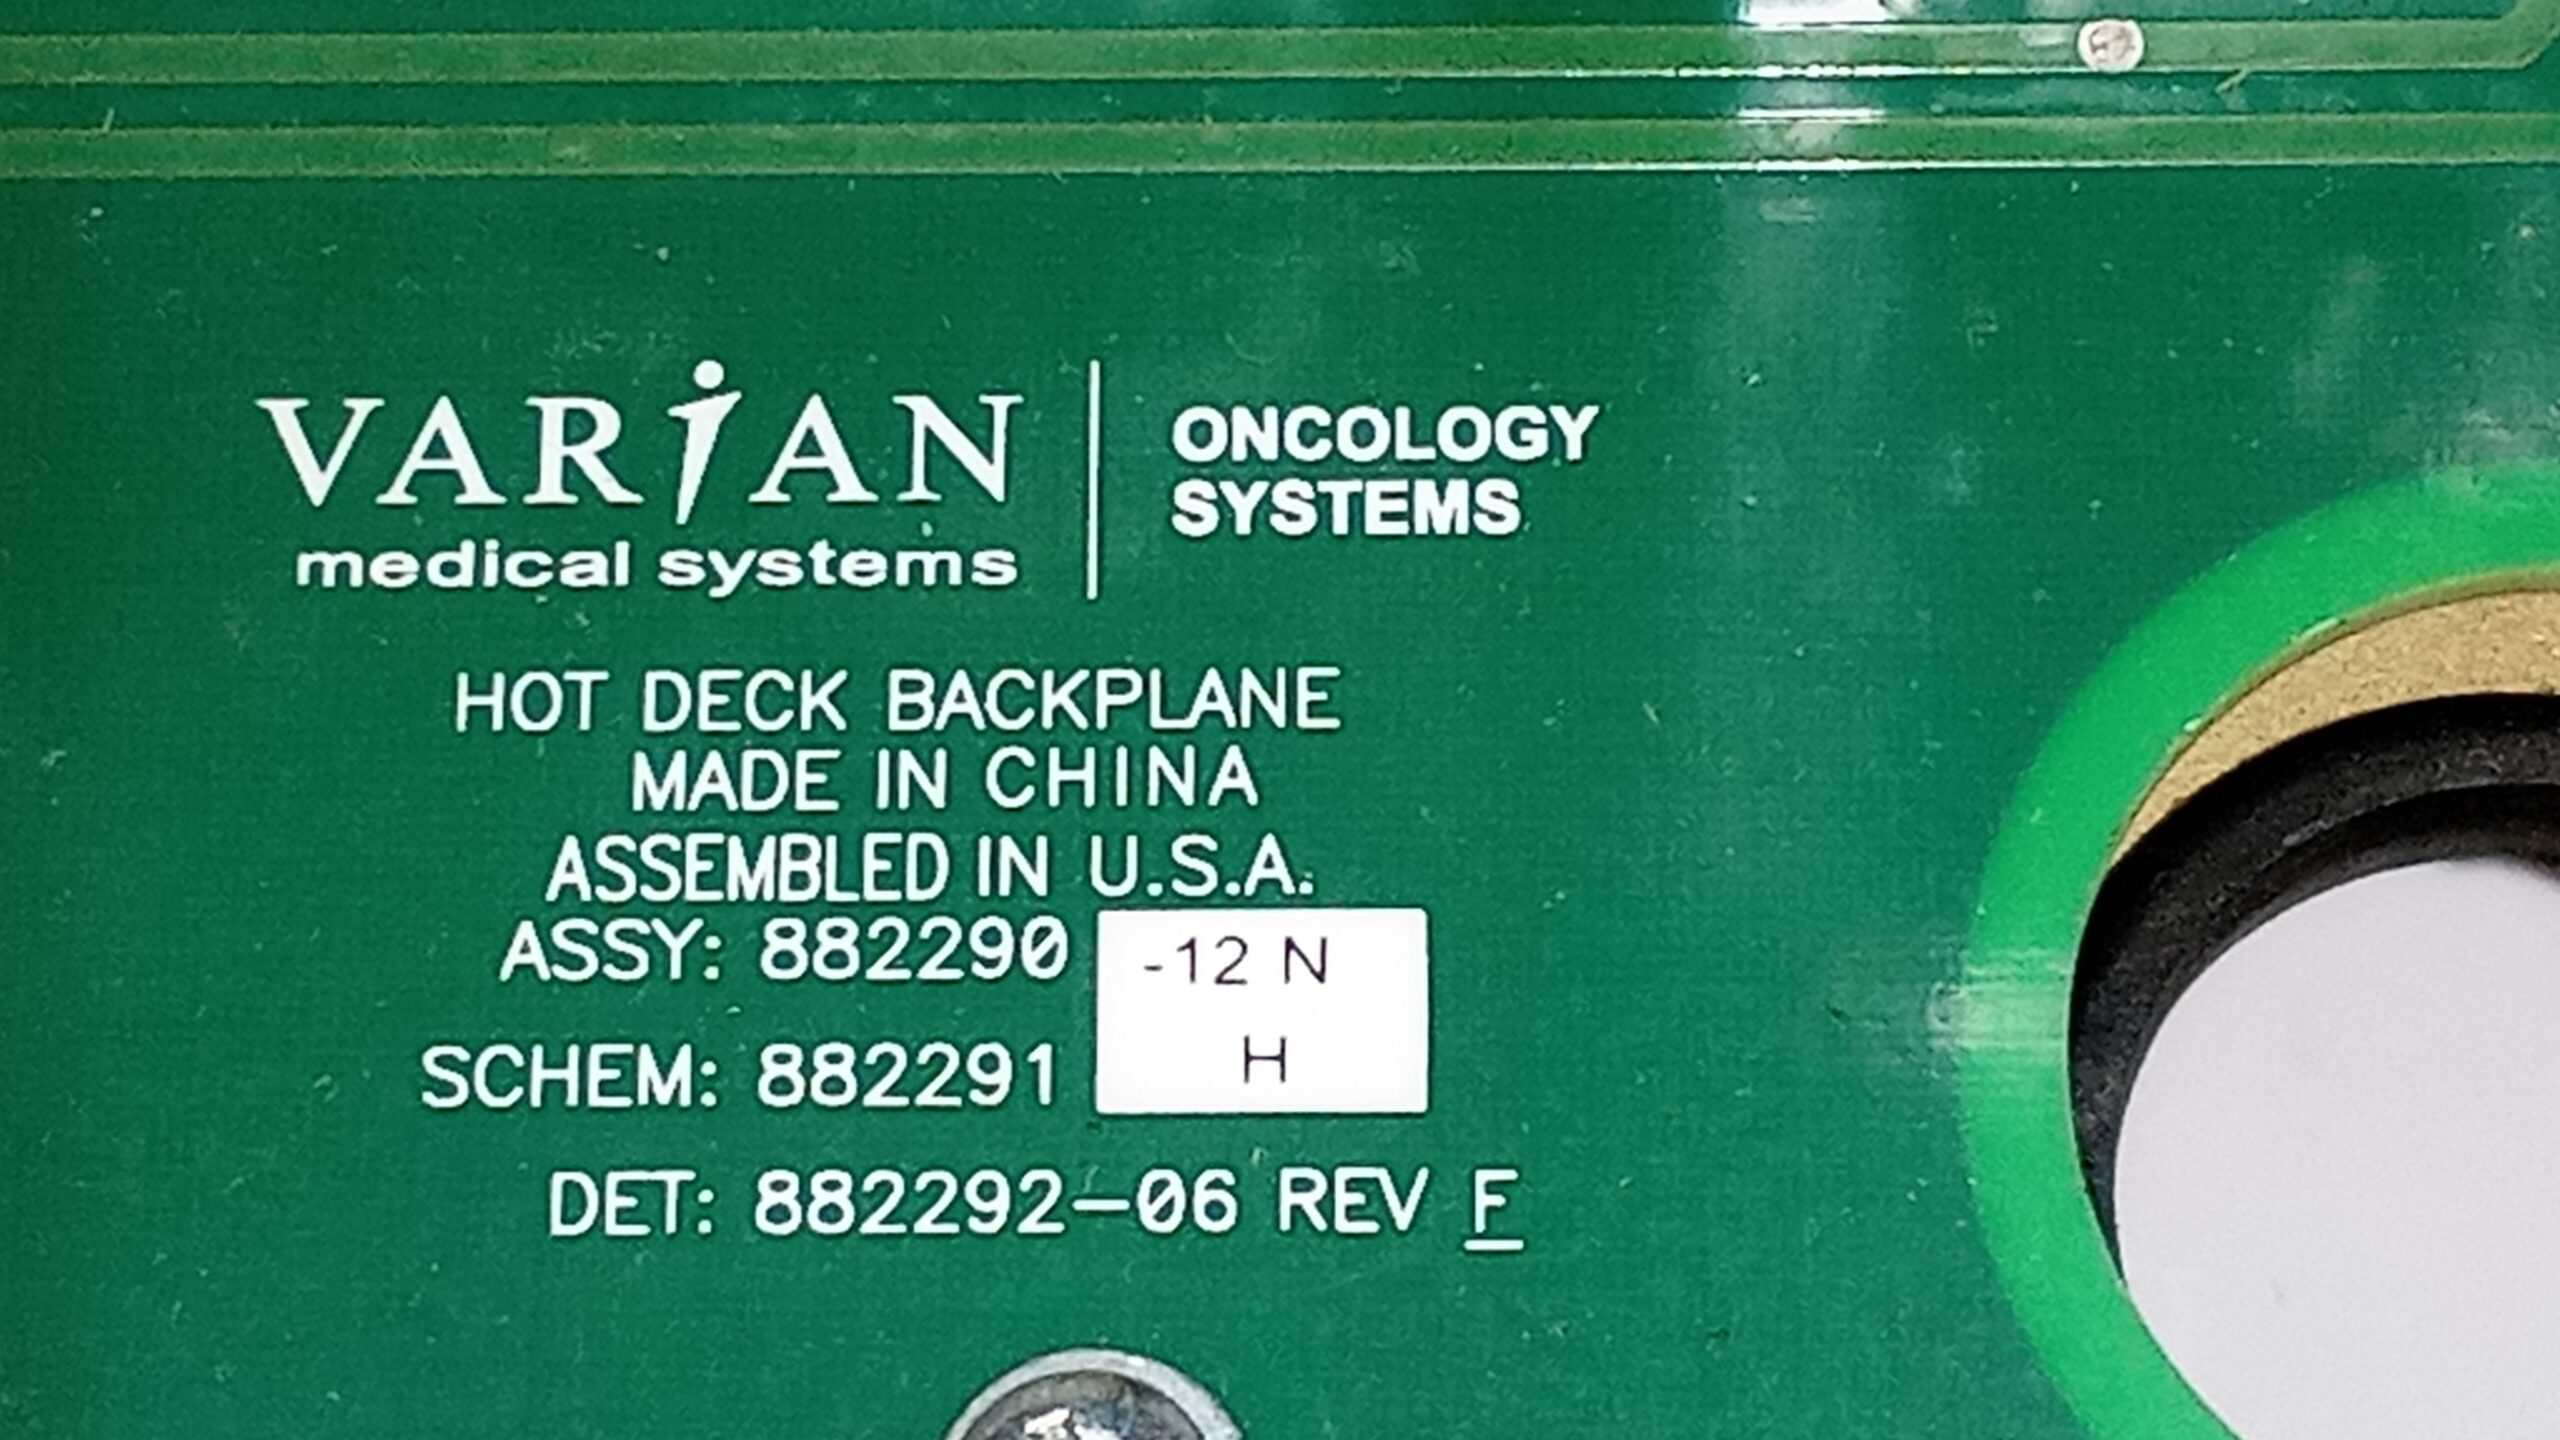 VARiAN
medical systems
ONCOLOGY
SYSTEMS
HOT DECK BACKPLANE
MADE IN CHINA
ASSEMBLED IN U.S.A.
ASSY: 882290 -12 N
SCHEM: 882291 H
DET: 882292-06 REV F